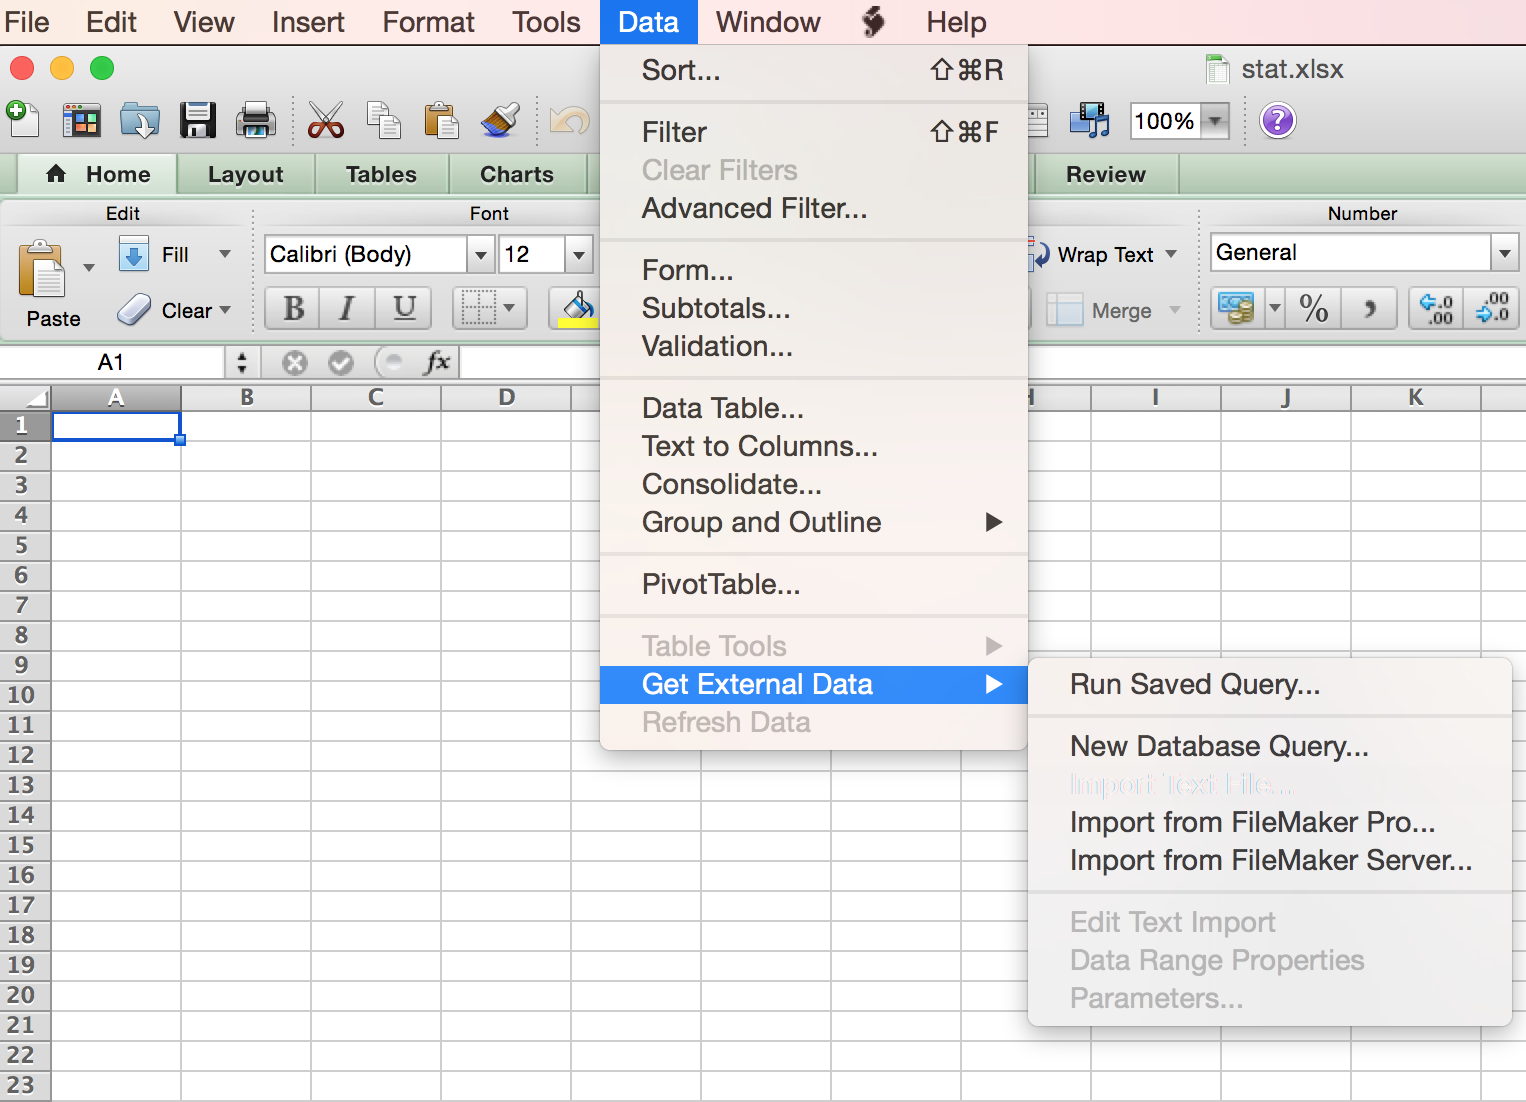 File Edit View Insert Format Tools Data Window Help
stat.xlsx
100% ?
Home Layout Tables Charts Review
Edit Font Number
Fill Calibri (Body) 12 Wrap Text General
Paste Clear B I U Merge % .0 .00 .00 .0
A1 fx
A B C D H I J K
1
2
3
4
5
6
7
8
9
10
11
12
13
14
15
16
17
18
19
20
21
22
23
Sort... ⇧⌘R
Filter ⇧⌘F
Clear Filters
Advanced Filter...
Form...
Subtotals...
Validation...
Data Table...
Text to Columns...
Consolidate...
Group and Outline
PivotTable...
Table Tools
Get External Data
Refresh Data
Run Saved Query...
New Database Query...
Import Text File...
Import from FileMaker Pro...
Import from FileMaker Server...
Edit Text Import
Data Range Properties
Parameters...